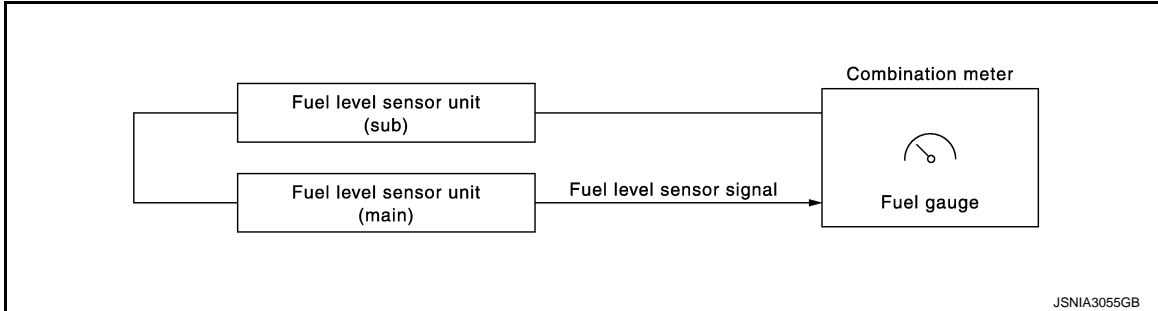 Combination meter
Fuel level sensor unit
(sub)
Fuel level sensor unit
(main)
Fuel level sensor signal
Fuel gauge
JSNIA3055GB